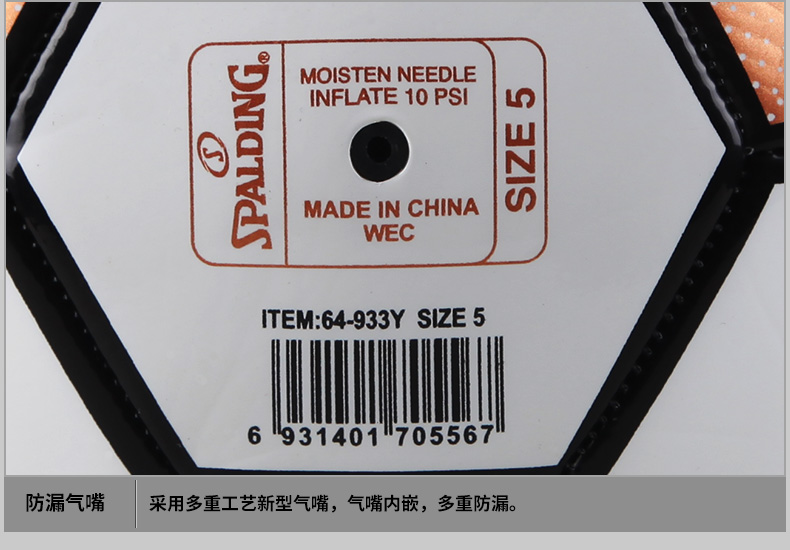 SPALDING®
MOISTEN NEEDLE
INFLATE 10 PSI
MADE IN CHINA
WEC
SIZE 5
ITEM:64-933Y SIZE 5
6 931401 705567
防漏气嘴
采用多重工艺新型气嘴，气嘴内嵌，多重防漏。